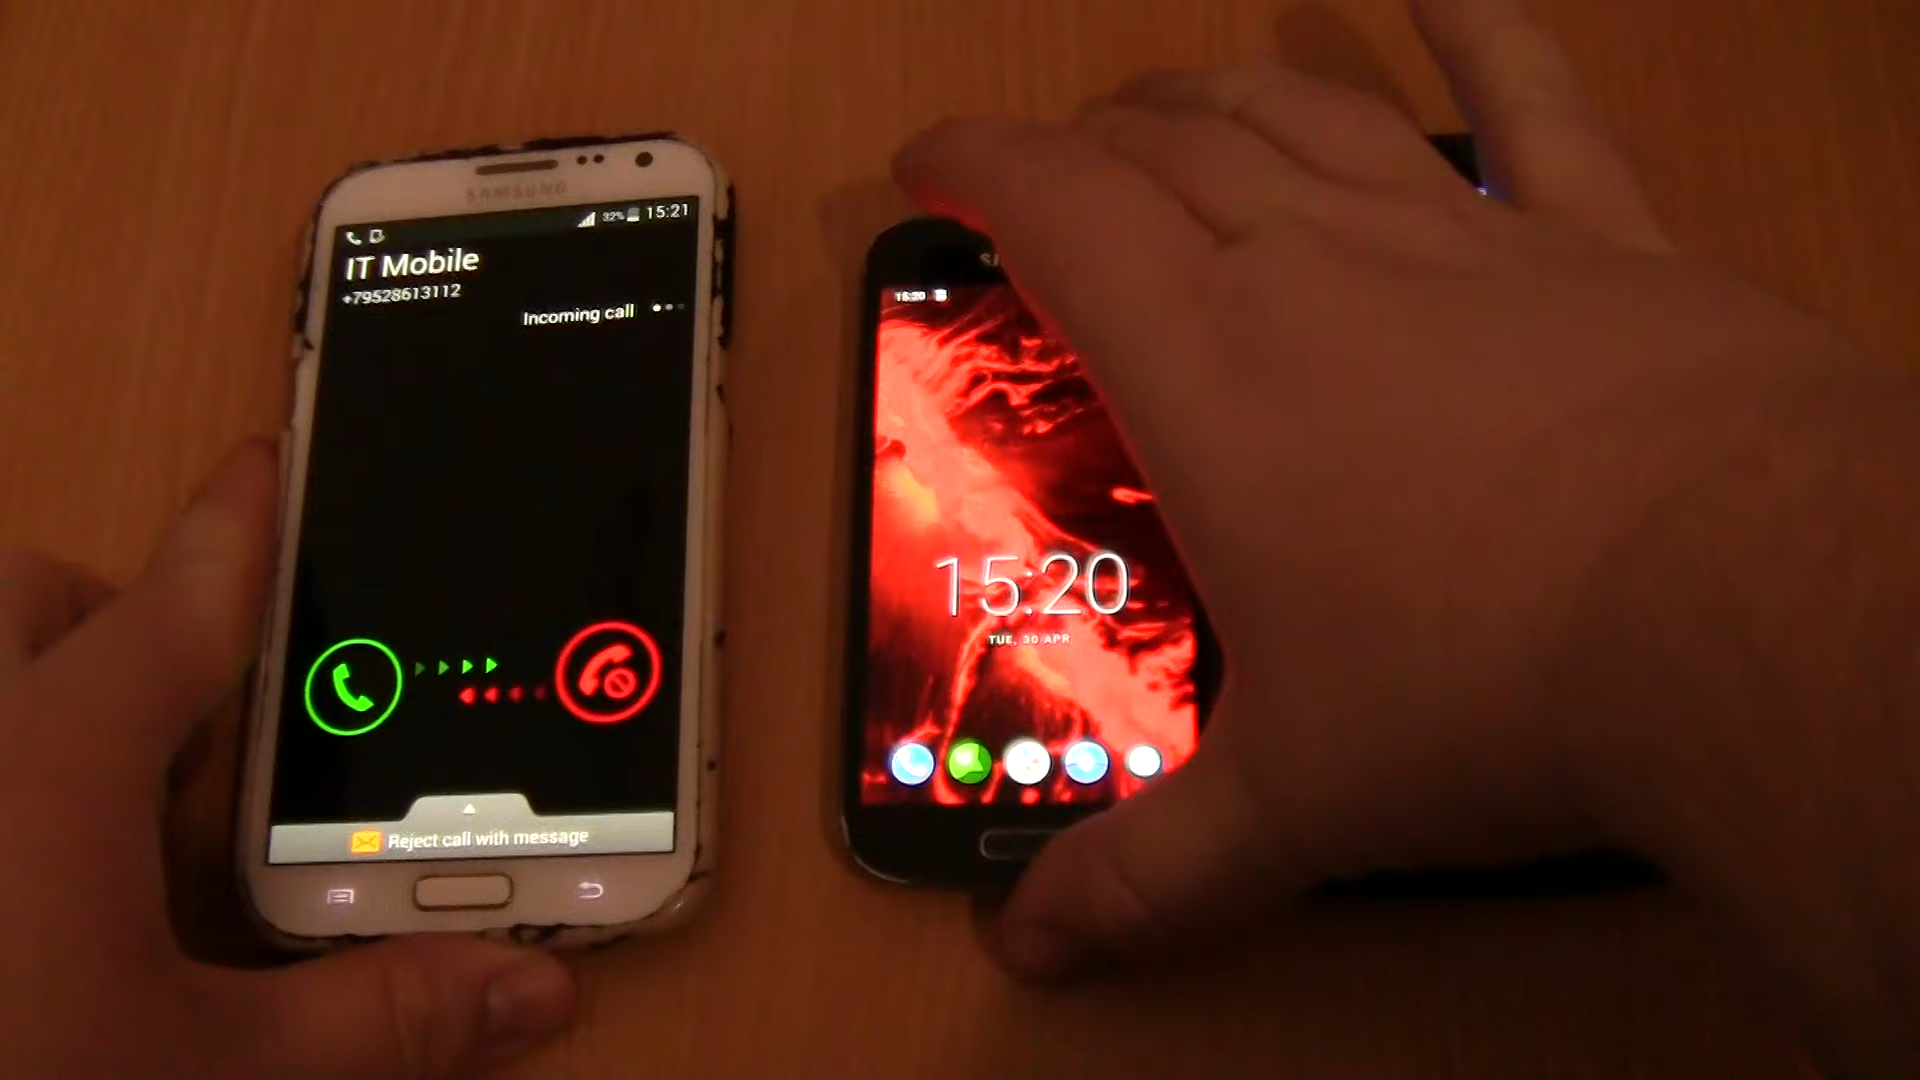 SAMSUNG
32% 15:21
IT Mobile
+79528613112
Incoming call
Reject call with message
15:20
15:20
TUE, 30 APR